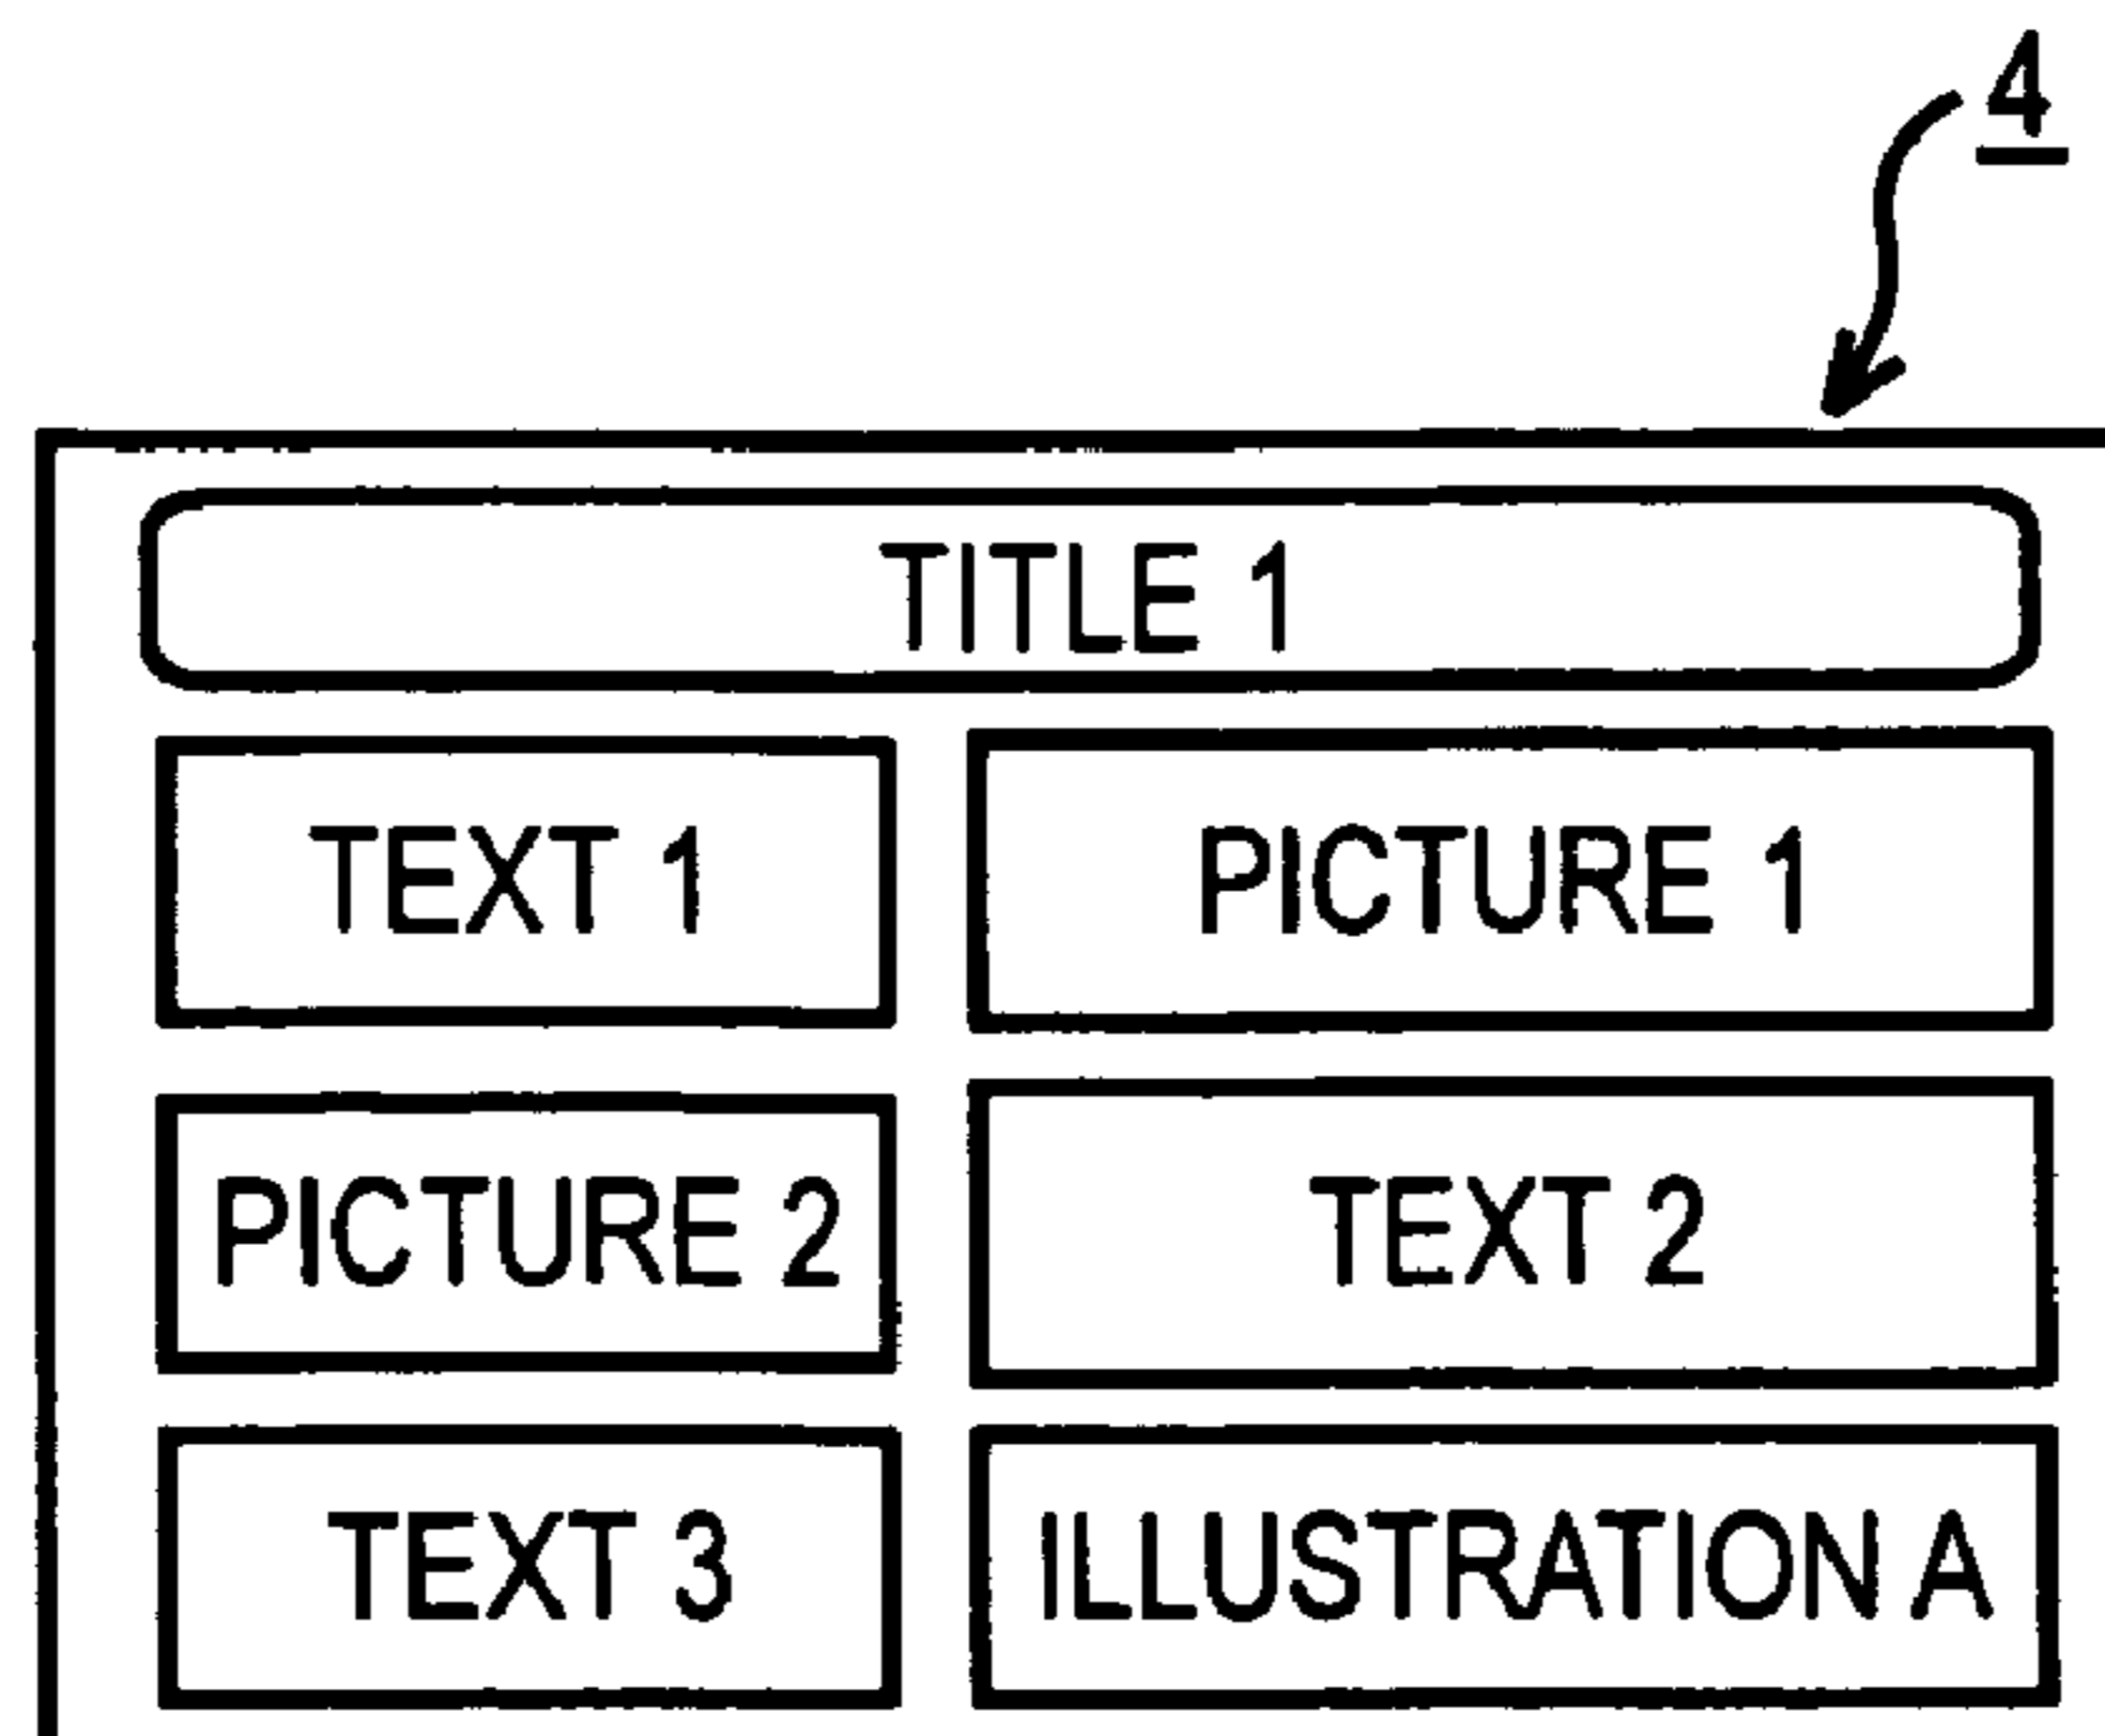 4
TITLE 1
TEXT 1
PICTURE 1
PICTURE 2
TEXT 2
TEXT 3
ILLUSTRATION A